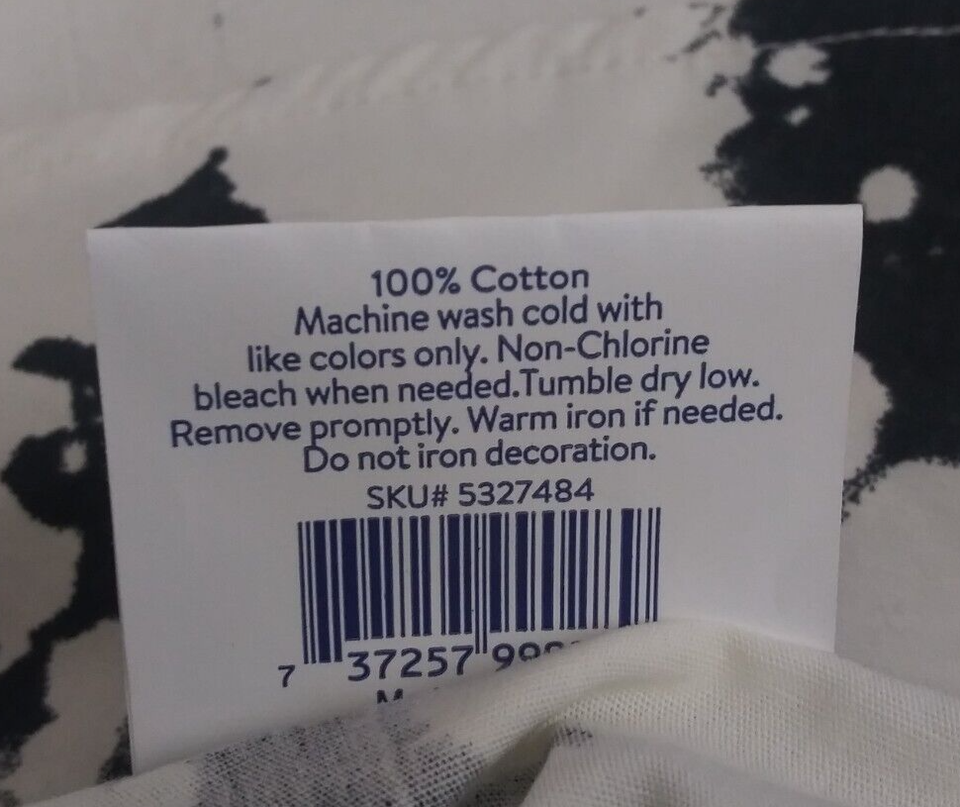 100% Cotton
Machine wash cold with
like colors only. Non-Chlorine
bleach when needed.Tumble dry low.
Remove promptly. Warm iron if needed.
Do not iron decoration.
SKU# 5327484
7 37257 99